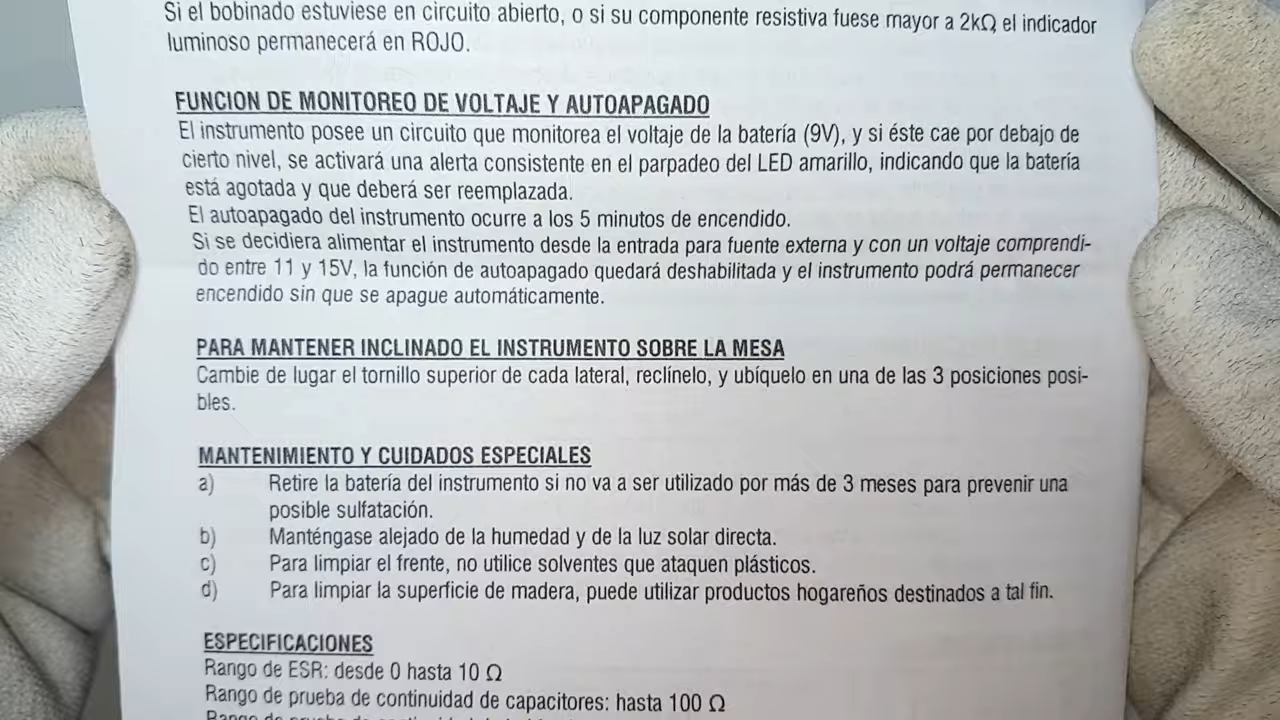 Si el bobinado estuviese en circuito abierto, o si su componente resistiva fuese mayor a 2kΩ, el indicador
luminoso permanecerá en ROJO.
FUNCION DE MONITOREO DE VOLTAJE Y AUTOAPAGADO
El instrumento posee un circuito que monitorea el voltaje de la batería (9V), y si éste cae por debajo de
cierto nivel, se activará una alerta consistente en el parpadeo del LED amarillo, indicando que la batería
está agotada y que deberá ser reemplazada.
El autoapagado del instrumento ocurre a los 5 minutos de encendido.
Si se decidiera alimentar el instrumento desde la entrada para fuente externa y con un voltaje comprendi-
do entre 11 y 15V, la función de autoapagado quedará deshabilitada y el instrumento podrá permanecer
encendido sin que se apague automáticamente.
PARA MANTENER INCLINADO EL INSTRUMENTO SOBRE LA MESA
Cambie de lugar el tornillo superior de cada lateral, reclínelo, y ubíquelo en una de las 3 posiciones posi-
bles.
MANTENIMIENTO Y CUIDADOS ESPECIALES
a) Retire la batería del instrumento si no va a ser utilizado por más de 3 meses para prevenir una
posible sulfatación.
b) Manténgase alejado de la humedad y de la luz solar directa.
c) Para limpiar el frente, no utilice solventes que ataquen plásticos.
d) Para limpiar la superficie de madera, puede utilizar productos hogareños destinados a tal fin.
ESPECIFICACIONES
Rango de ESR: desde 0 hasta 10 Ω
Rango de prueba de continuidad de capacitores: hasta 100 Ω
Rango de